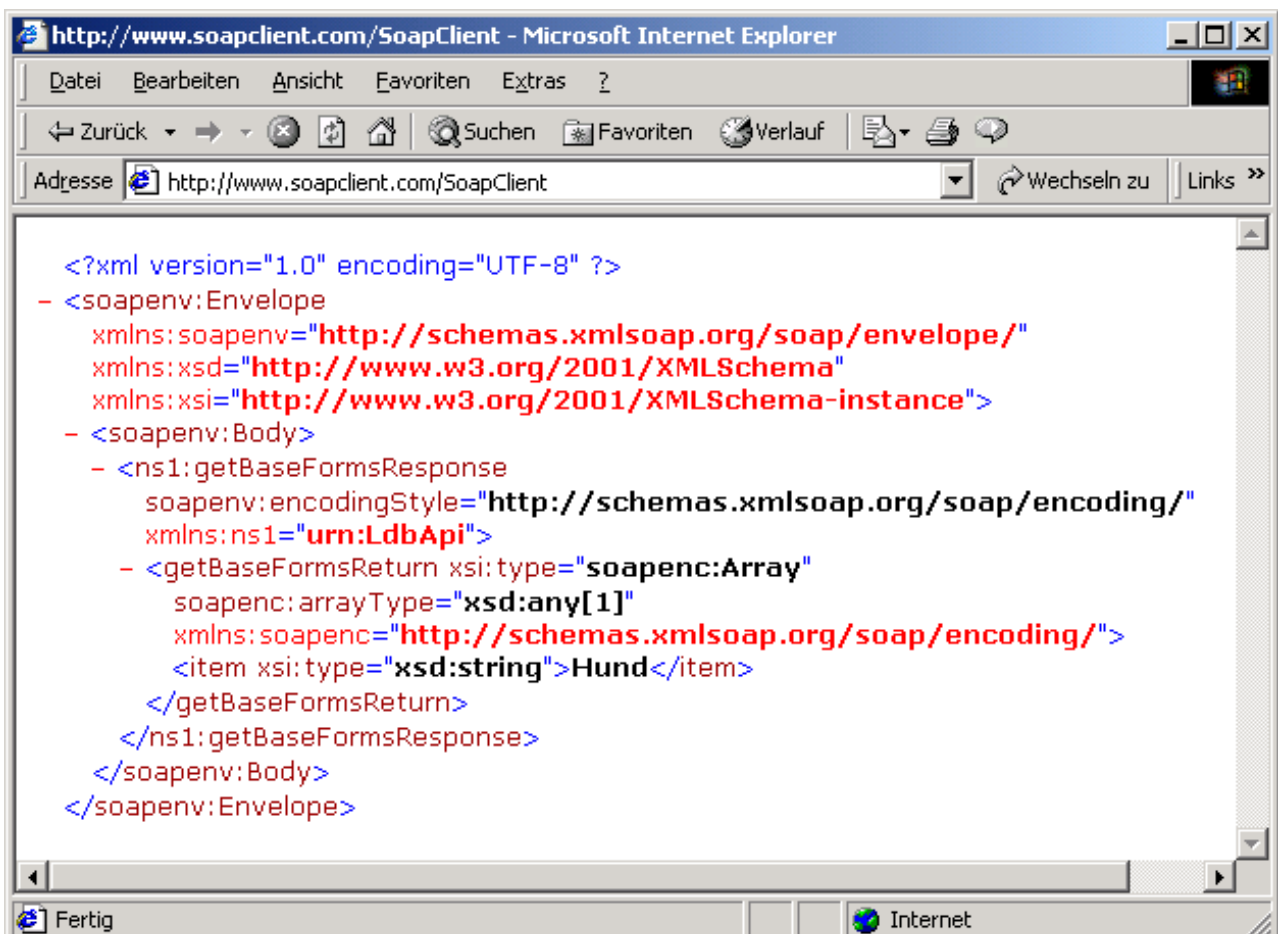 http://www.soapclient.com/SoapClient - Microsoft Internet Explorer
Datei Bearbeiten Ansicht Favoriten Extras ?
Zurück Suchen Favoriten Verlauf
Adresse http://www.soapclient.com/SoapClient Wechseln zu Links »
<?xml version="1.0" encoding="UTF-8" ?>
- <soapenv:Envelope
xmlns:soapenv="http://schemas.xmlsoap.org/soap/envelope/"
xmlns:xsd="http://www.w3.org/2001/XMLSchema"
xmlns:xsi="http://www.w3.org/2001/XMLSchema-instance">
- <soapenv:Body>
- <ns1:getBaseFormsResponse
soapenv:encodingStyle="http://schemas.xmlsoap.org/soap/encoding/"
xmlns:ns1="urn:LdbApi">
- <getBaseFormsReturn xsi:type="soapenc:Array"
soapenc:arrayType="xsd:any[1]"
xmlns:soapenc="http://schemas.xmlsoap.org/soap/encoding/">
<item xsi:type="xsd:string">Hund</item>
</getBaseFormsReturn>
</ns1:getBaseFormsResponse>
</soapenv:Body>
</soapenv:Envelope>
Fertig Internet